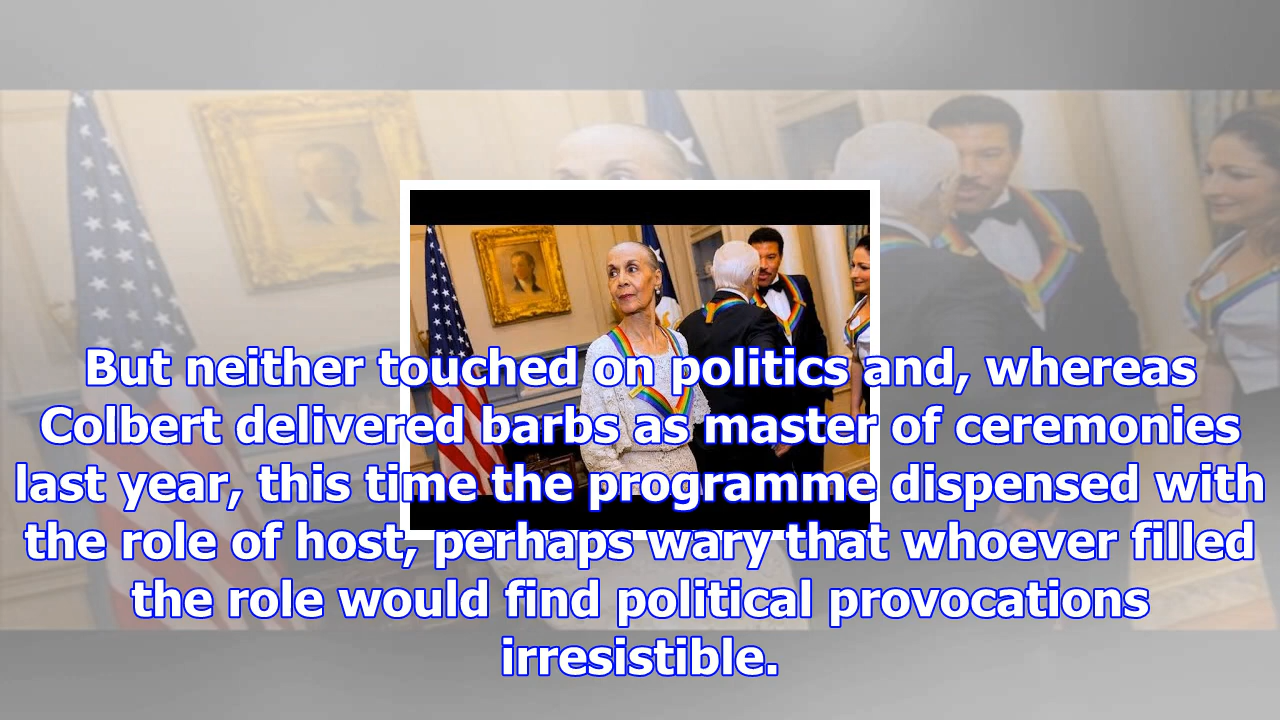 But neither touched on politics and, whereas
Colbert delivered barbs as master of ceremonies
last year, this time the programme dispensed with
the role of host, perhaps wary that whoever filled
the role would find political provocations
irresistible.